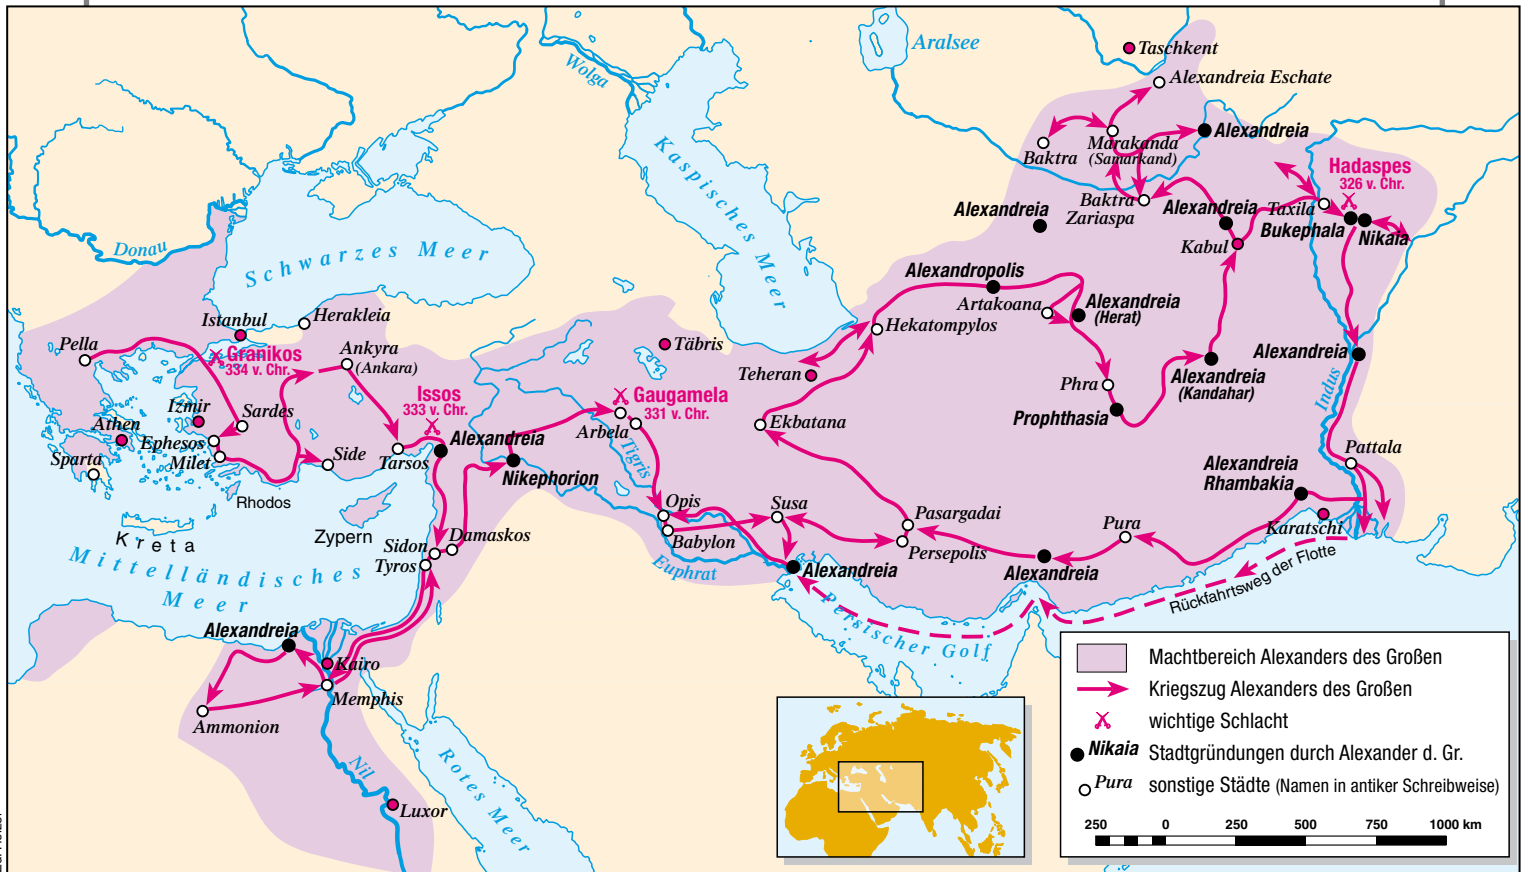 Taschkent
Aralsee
Alexandreia Eschate
Wolga
Kaspisches Meer
Marakanda
(Samarkand)
Alexandreia
Baktra
Hadaspes
326 v. Chr.
Baktra
Zariaspa
Alexandreia
Alexandreia
Taxila
Bukephala
Nikaia
Kabul
Donau
Schwarzes Meer
Alexandropolis
Artakoana
Alexandreia
(Herat)
Istanbul
Herakleia
Hekatompylos
Pella
Granikos
334 v. Chr.
Ankyra
(Ankara)
Täbris
Teheran
Alexandreia
Alexandreia
(Kandahar)
Phra
Prophthasia
Indus
Issos
333 v. Chr.
Gaugamela
331 v. Chr.
Izmir
Sardes
Athen
Ephesos
Milet
Sparta
Side
Tarsos
Alexandreia
Nikephorion
Arbela
Tigris
Ekbatana
Pattala
Alexandreia
Rhambakia
Karatschi
Rhodos
Zypern
Kreta
Opis
Babylon
Susa
Pasargadai
Persepolis
Pura
Alexandreia
Sidon
Damaskos
Tyros
Euphrat
Alexandreia
Rückfahrtsweg der Flotte
Mittelländisches
Meer
Persischer Golf
Alexandreia
Kairo
Memphis
Ammonion
Nil
Luxor
Rotes Meer
Machtbereich Alexanders des Großen
Kriegszug Alexanders des Großen
wichtige Schlacht
Nikaia Stadtgründungen durch Alexander d. Gr.
Pura sonstige Städte (Namen in antiker Schreibweise)
250 0 250 500 750 1000 km